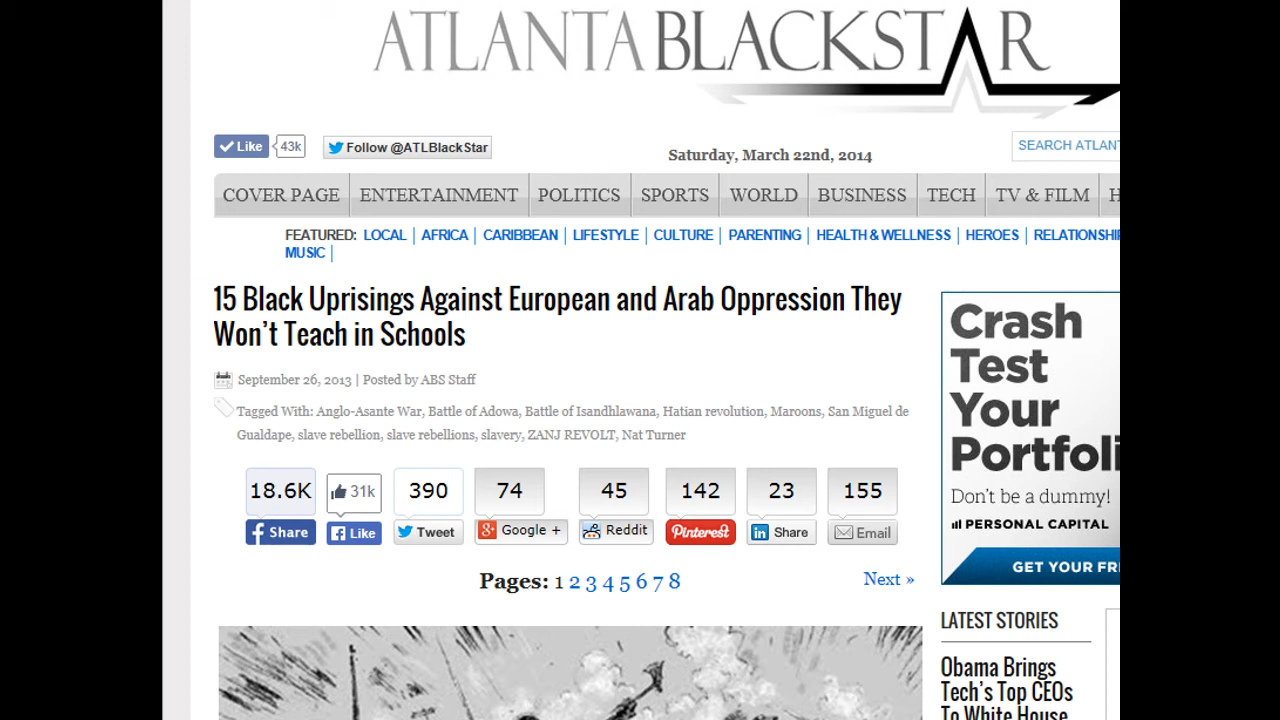 ATLANTABLACKSTAR
Like 43k Follow @ATLBlackStar
Saturday, March 22nd, 2014
SEARCH
COVER PAGE ENTERTAINMENT POLITICS SPORTS WORLD BUSINESS TECH TV & FILM
FEATURED: LOCAL | AFRICA | CARIBBEAN | LIFESTYLE | CULTURE | PARENTING | HEALTH & WELLNESS | HEROES |
MUSIC |
15 Black Uprisings Against European and Arab Oppression They
Won't Teach in Schools
September 26, 2013 | Posted by ABS Staff
Tagged With: Anglo-Asante War, Battle of Adowa, Battle of Isandhlawana, Hatian revolution, Maroons, San Miguel de
Gualdape, slave rebellion, slave rebellions, slavery, ZANJ REVOLT, Nat Turner
18.6K 31k 390 74 45 142 23 155
Share Like Tweet Google + Reddit Pinterest Share Email
Pages: 1 2 3 4 5 6 7 8 Next »
Crash
Test
Your
Portfoli
Don't be a dummy!
PERSONAL CAPITAL
GET YOUR
LATEST STORIES
Obama Brings
Tech's Top CEOs
To White House